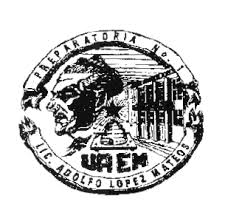 PREPARATORIA No. 1
UAEM
LIC. ADOLFO LOPEZ MATEOS